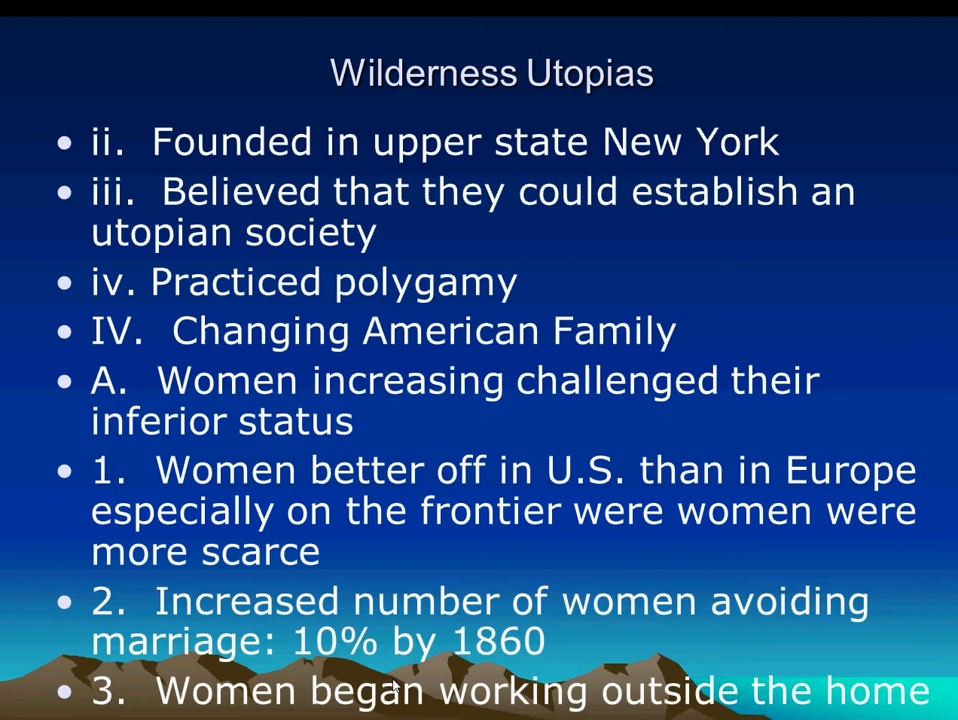 Wilderness Utopias
• ii.  Founded in upper state New York
• iii.  Believed that they could establish an
utopian society
• iv. Practiced polygamy
• IV.  Changing American Family
• A.  Women increasing challenged their
inferior status
• 1.  Women better off in U.S. than in Europe
especially on the frontier were women were
more scarce
• 2.  Increased number of women avoiding
marriage: 10% by 1860
• 3.  Women began working outside the home